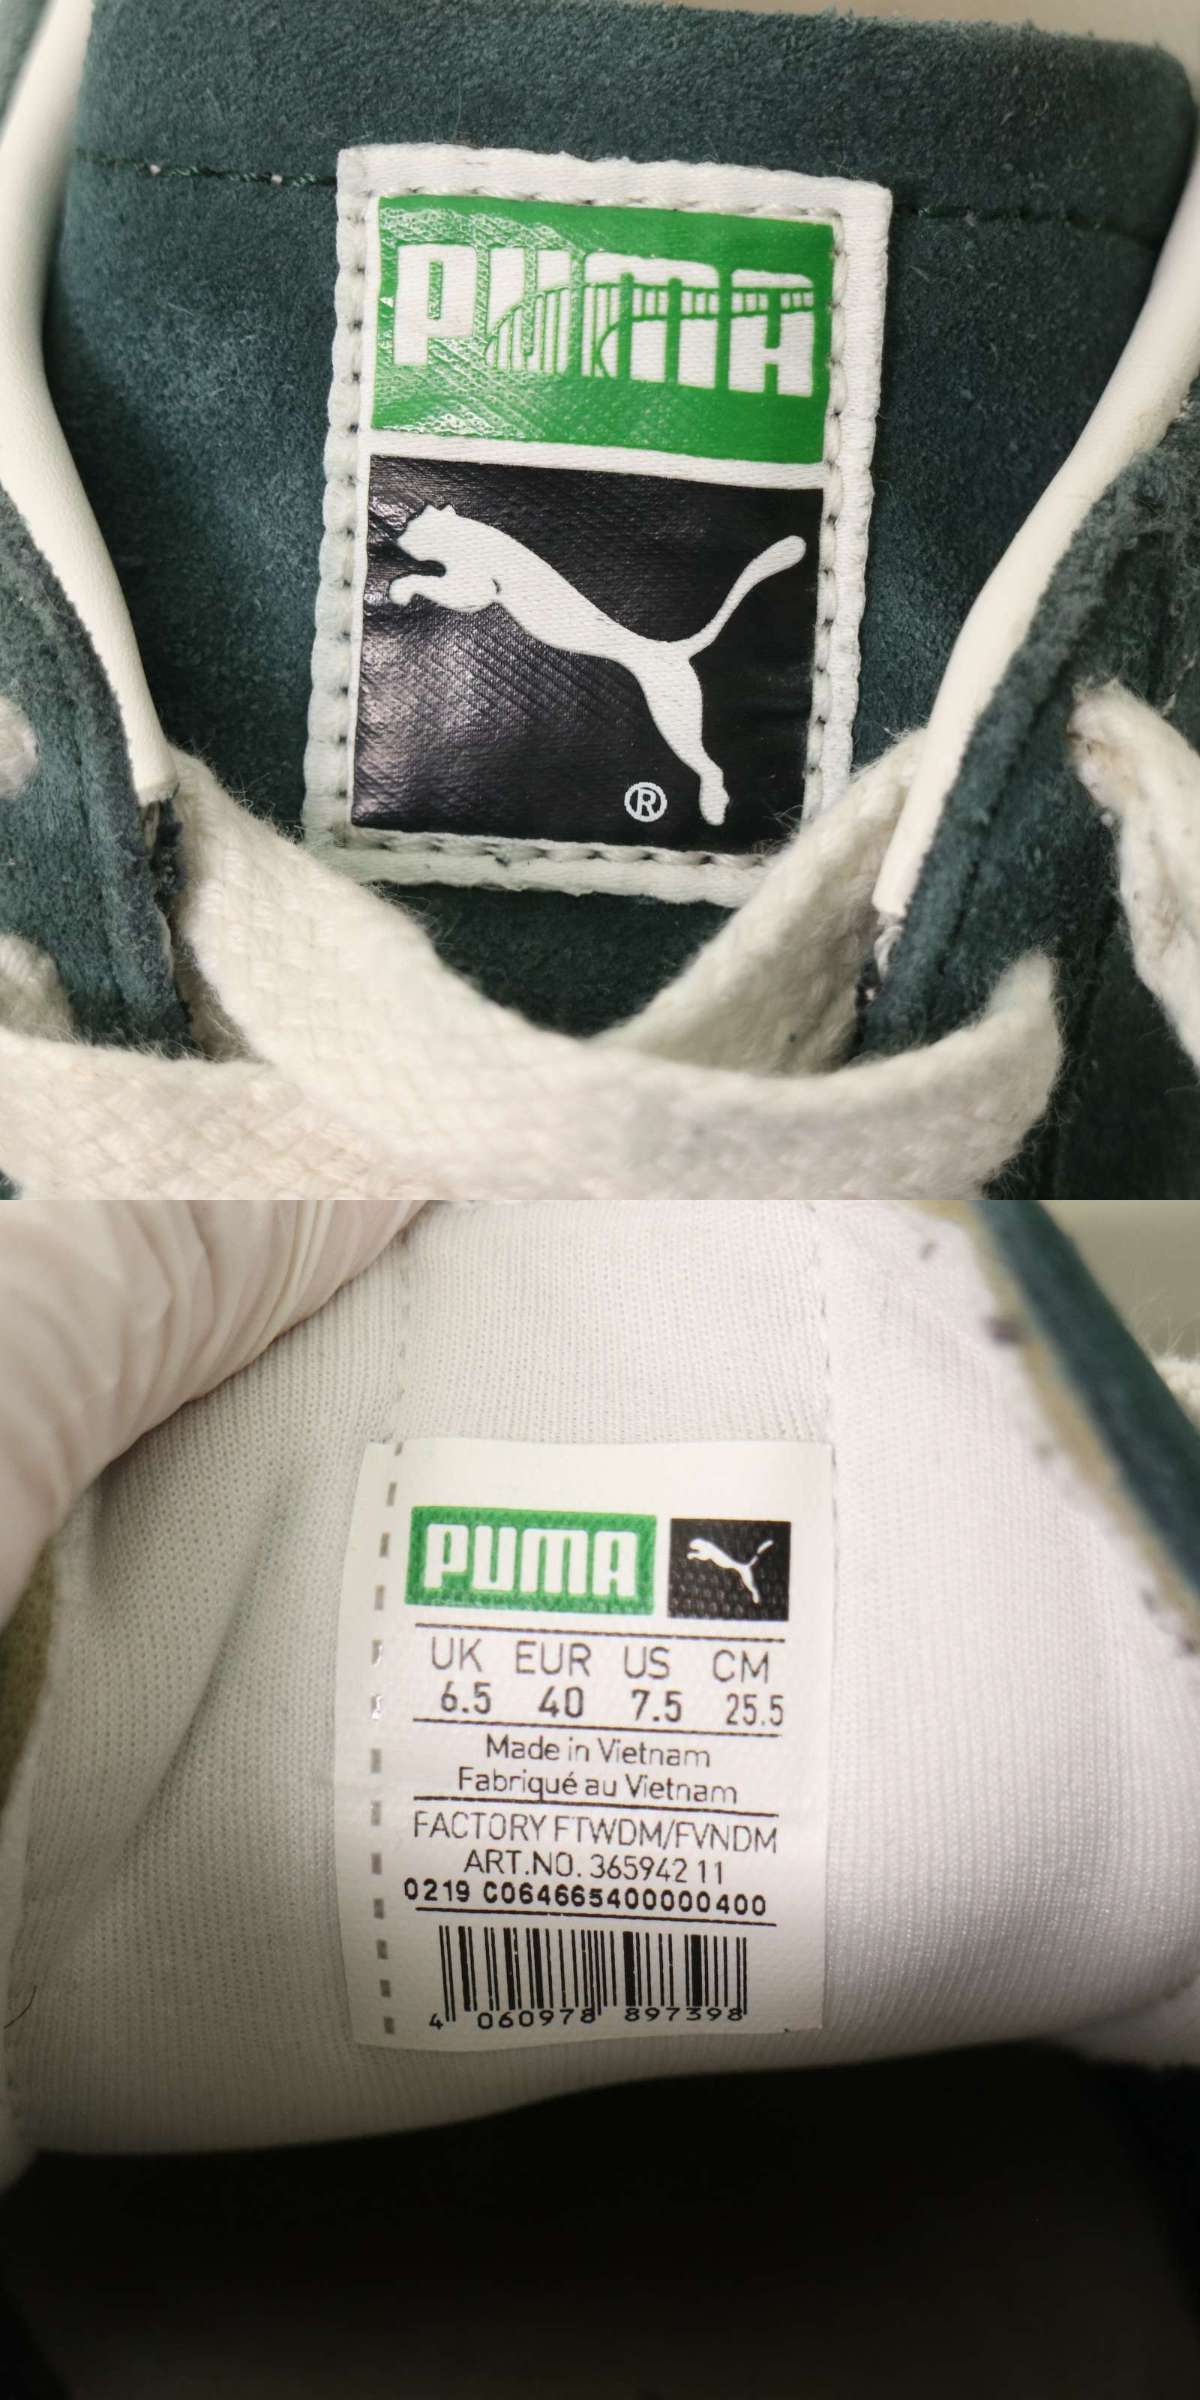 PUMA
®
PUMA
UK EUR US CM
6.5 40 7.5 25.5
Made in Vietnam
Fabriqué au Vietnam
FACTORY FTWDM/FVNDM
ART.NO. 365942 11
0219 C064665400000400
4 060978 897398